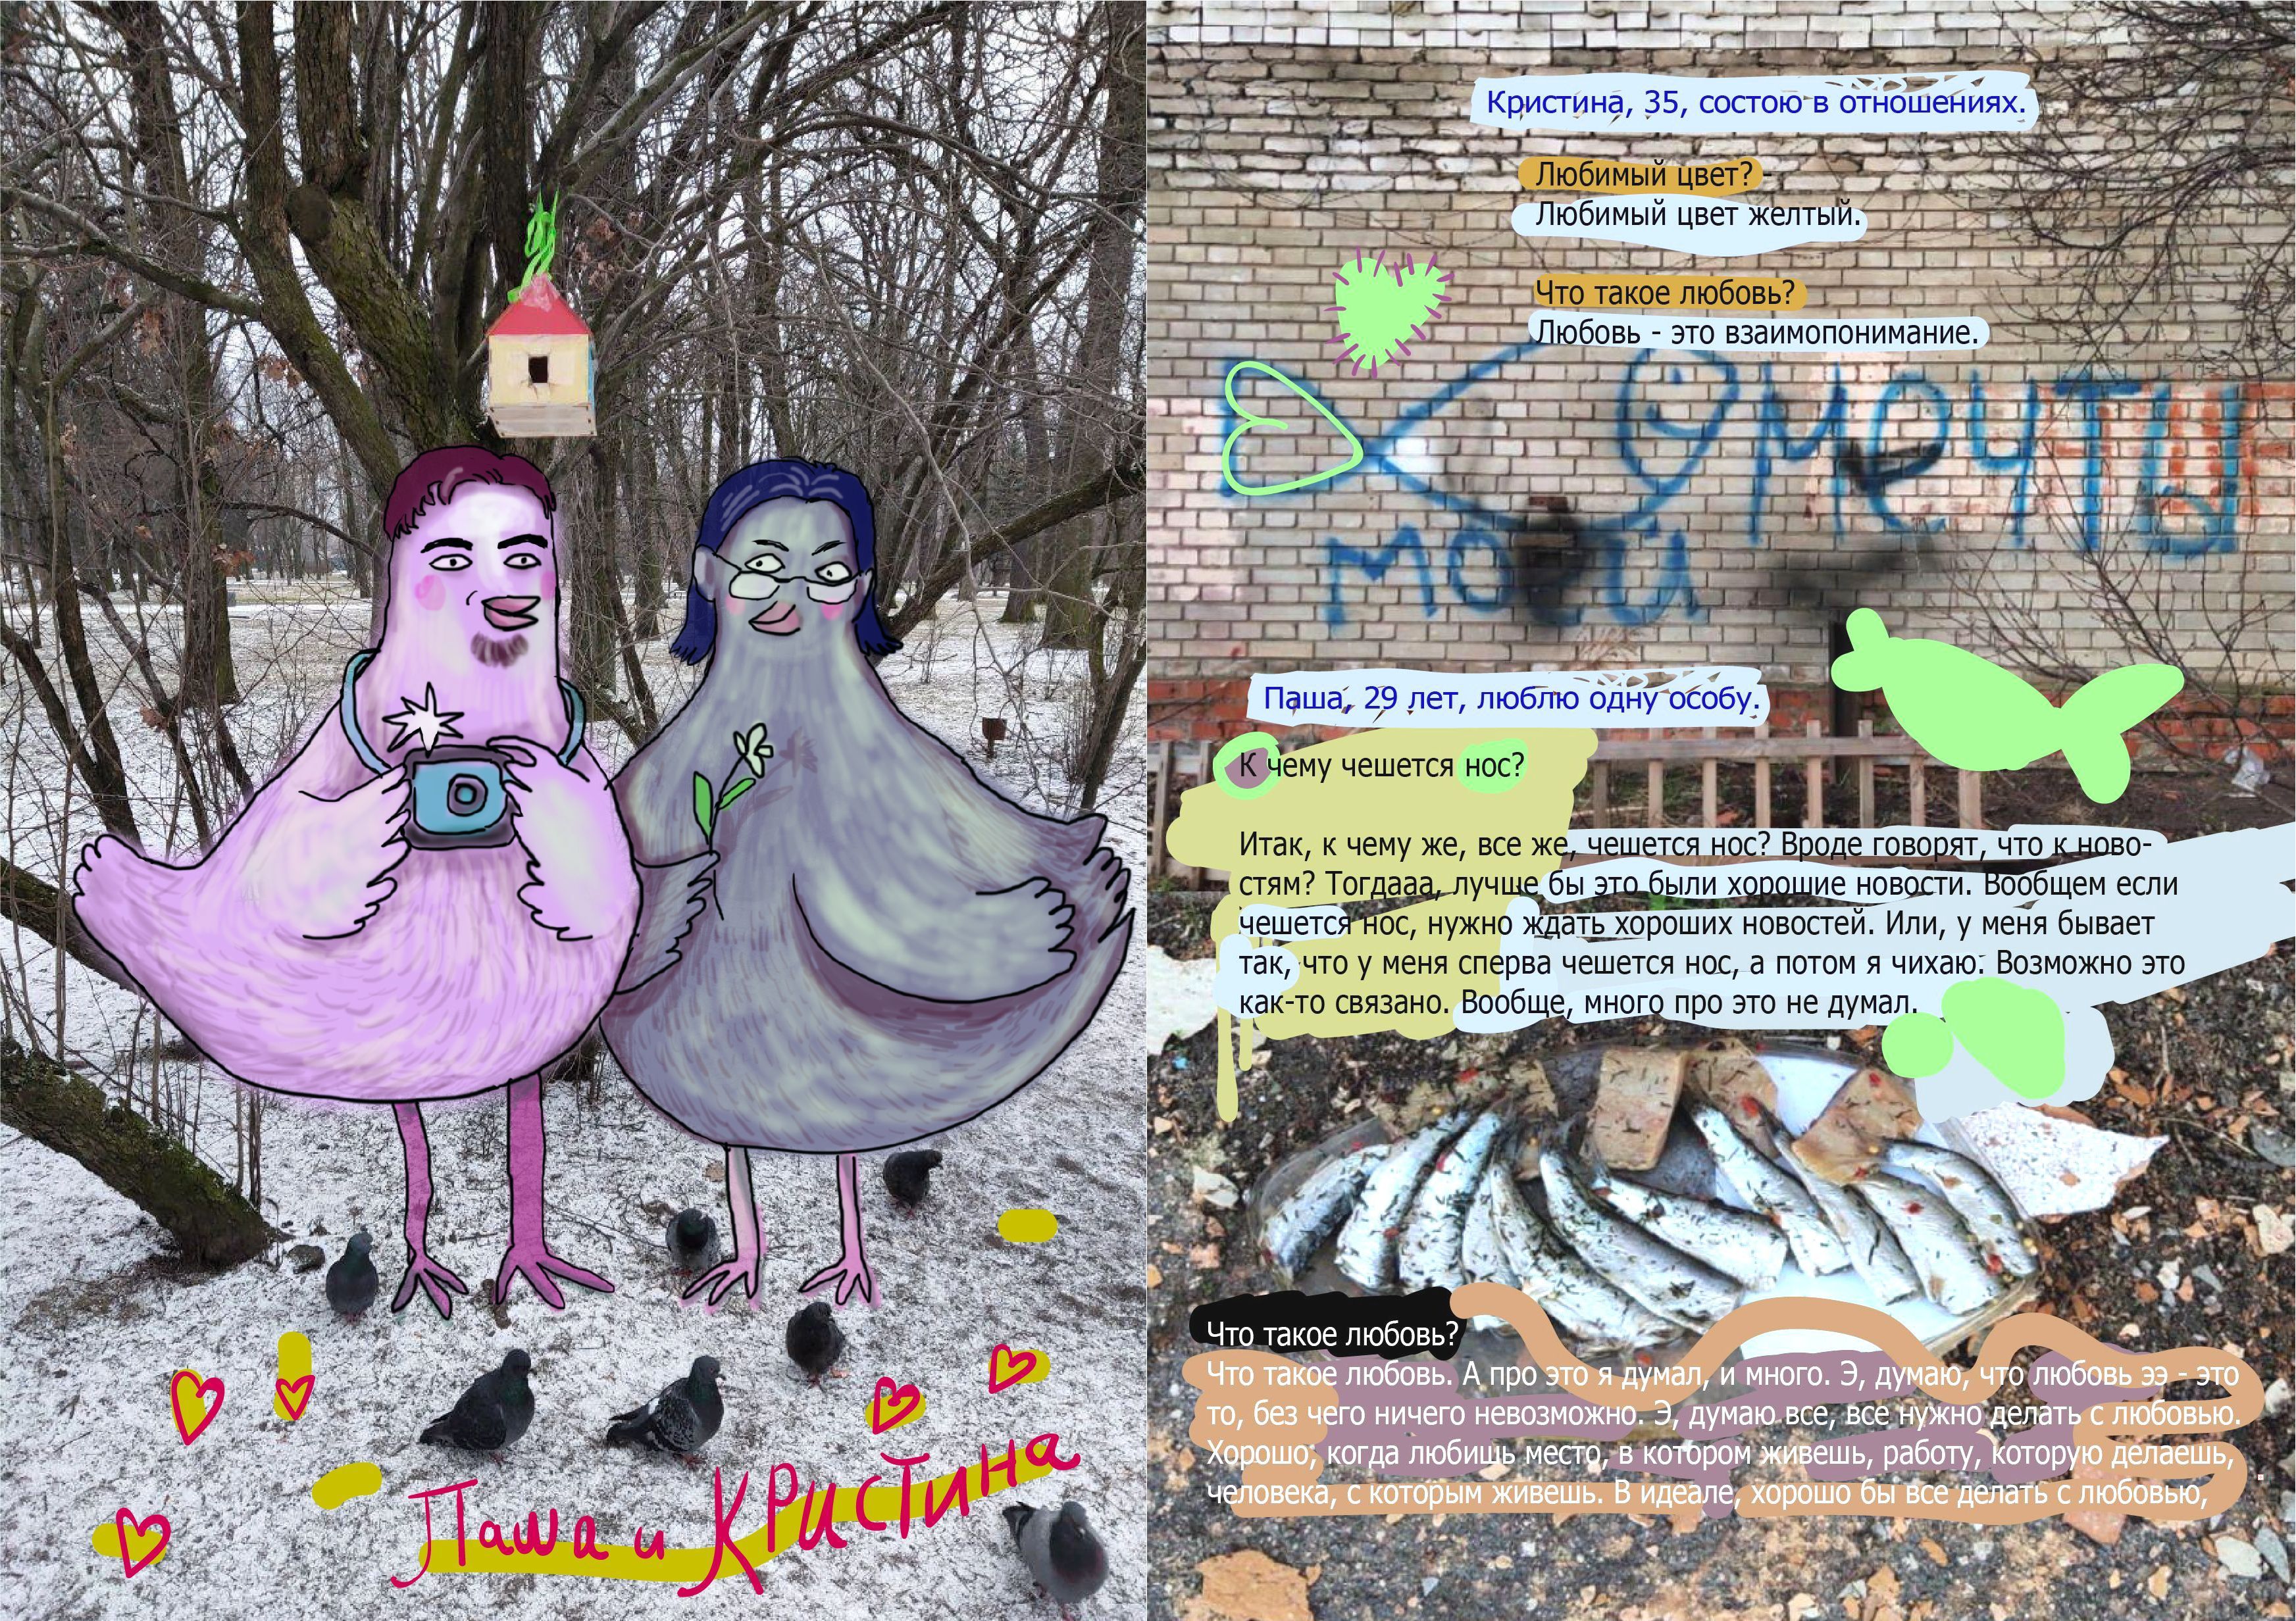 Паша и Кристина
Кристина, 35, состою в отношениях.
Любимый цвет? -
Любимый цвет желтый.
Что такое любовь?
Любовь - это взаимопонимание.
мечты
мои
Паша, 29 лет, люблю одну особу.
К чему чешется нос?
Итак, к чему же, все же, чешется нос? Вроде говорят, что к ново-
стям? Тогдааа, лучше бы это были хорошие новости. Вообщем если
чешется нос, нужно ждать хороших новостей. Или, у меня бывает
так, что у меня сперва чешется нос, а потом я чихаю. Возможно это
как-то связано. Вообще, много про это не думал.
Что такое любовь?
Что такое любовь. А про это я думал, и много. Э, думаю, что любовь ээ - это
то, без чего ничего невозможно. Э, думаю все, все нужно делать с любовью.
Хорошо, когда любишь место, в котором живешь, работу, которую делаешь,
человека, с которым живешь. В идеале, хорошо бы все делать с любовью,